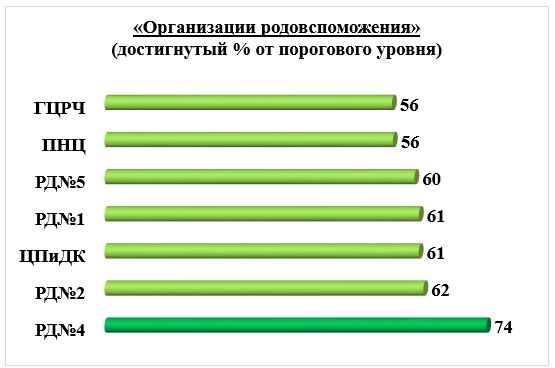 «Организации родовспоможения»
(достигнутый % от порогового уровня)
ГЦРЧ 56
ПНЦ 56
РД№5 60
РД№1 61
ЦПиДК 61
РД№2 62
РД№4 74